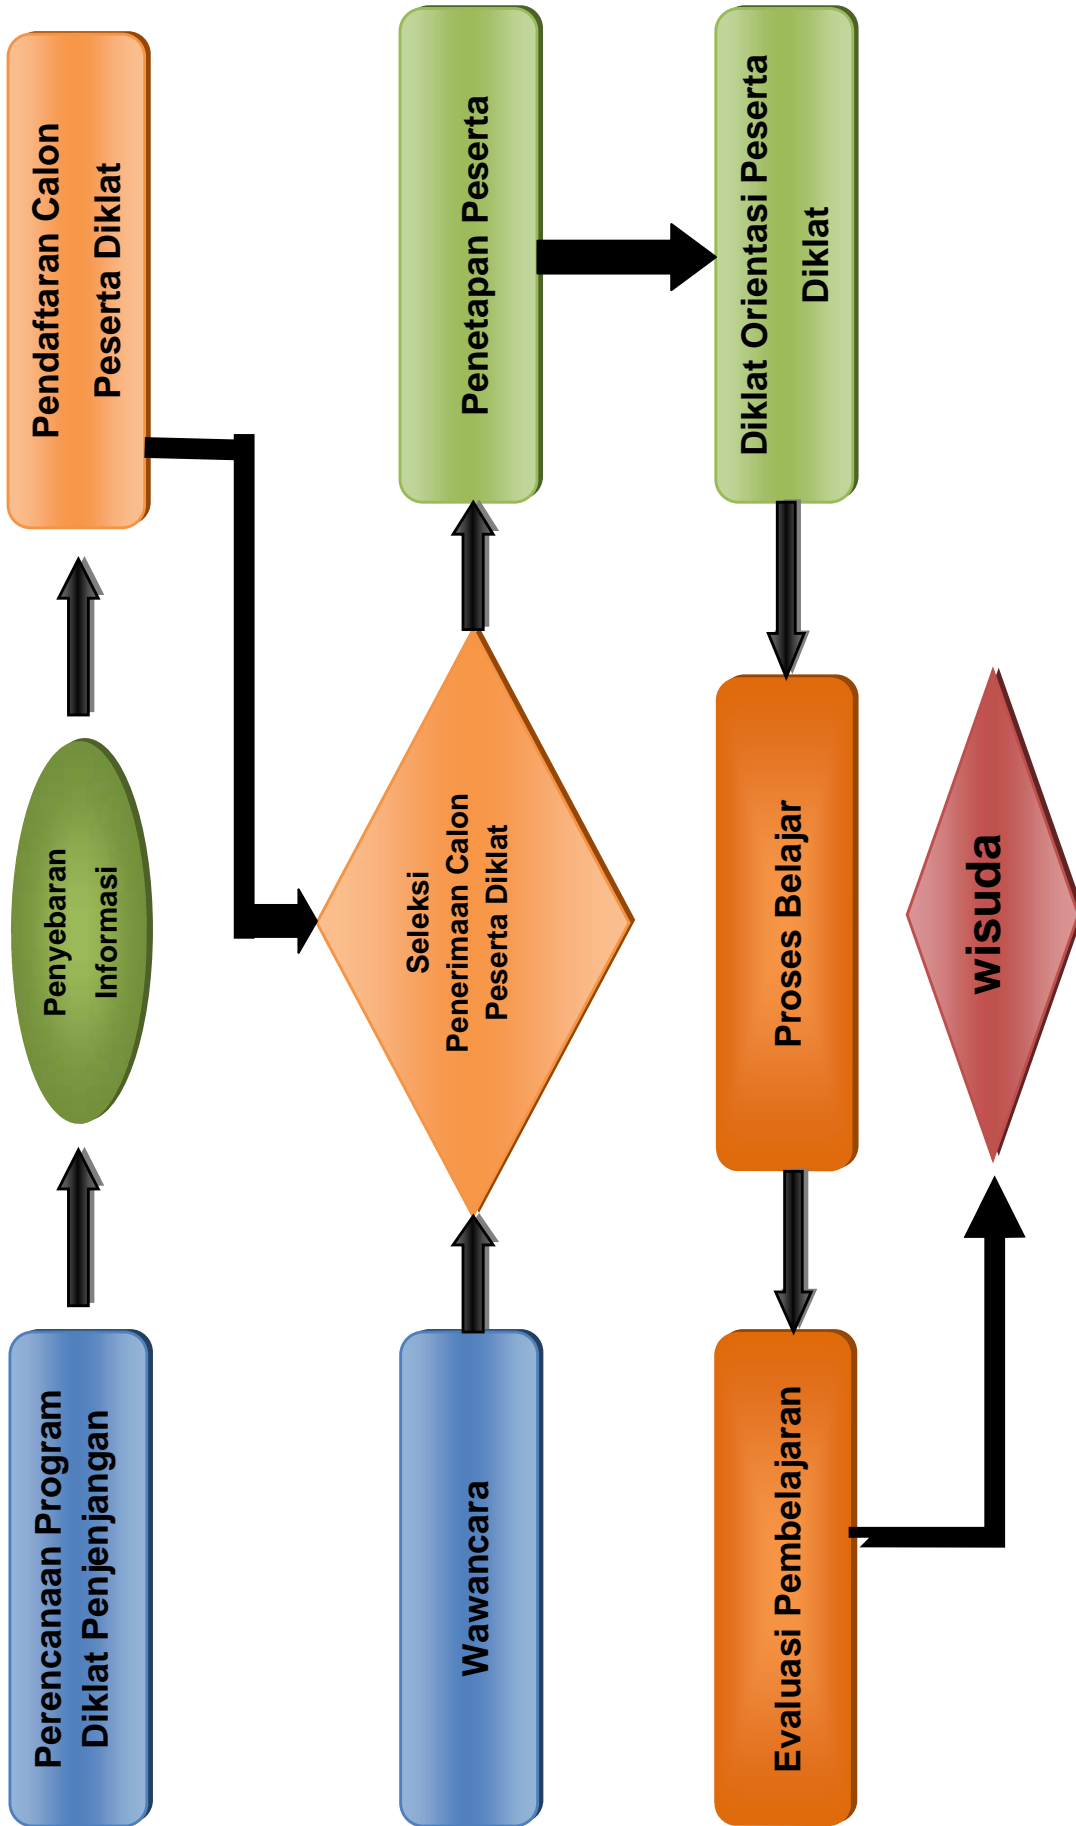 Perencanaan Program
Diklat Penjenjangan
Penyebaran
Informasi
Pendaftaran Calon
Peserta Diklat
Wawancara
Seleksi
Penerimaan Calon
Peserta Diklat
Penetapan Peserta
Diklat Orientasi Peserta
Diklat
Proses Belajar
Evaluasi Pembelajaran
wisuda